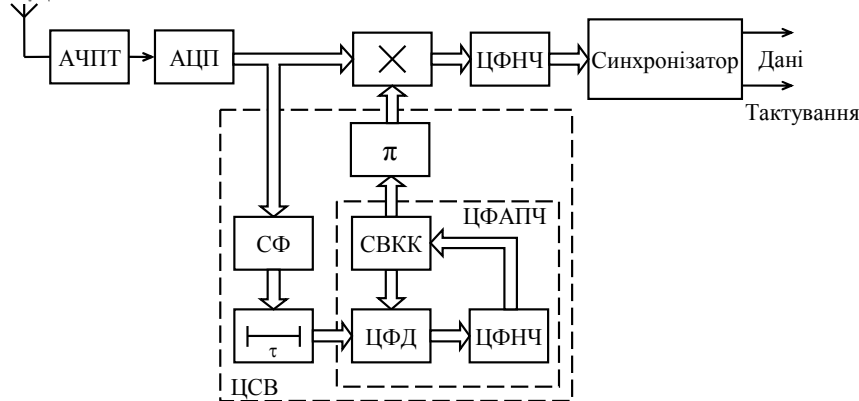 АЧПТ
АЦП
×
ЦФНЧ
Синхронізатор
Дані
Тактування
π
ЦФАПЧ
СФ
СВКК
τ
ЦФД
ЦФНЧ
ЦСВ